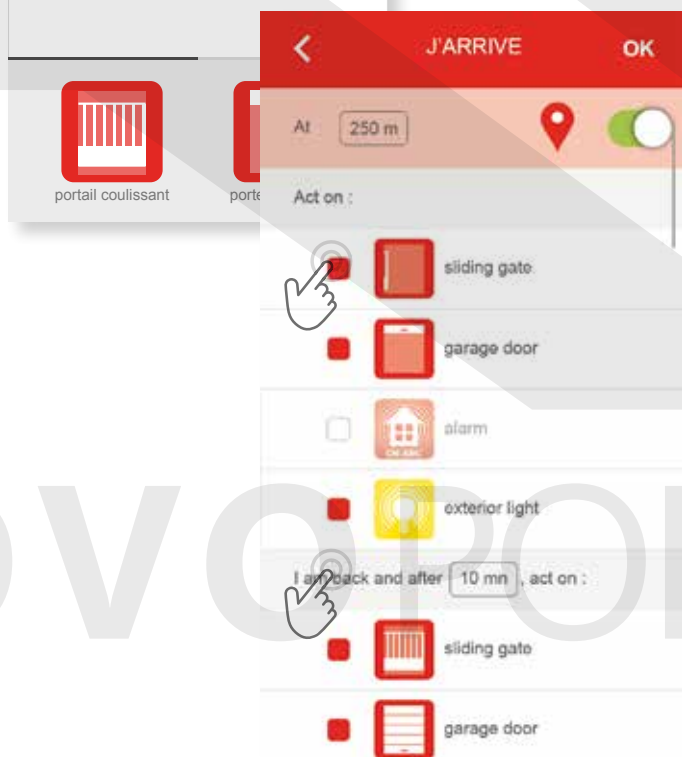 J'ARRIVE OK
At 250 m
portail coulissant porte
Act on :
sliding gate
garage door
alarm
exterior light
I am back and after 10 mn , act on :
sliding gate
garage door